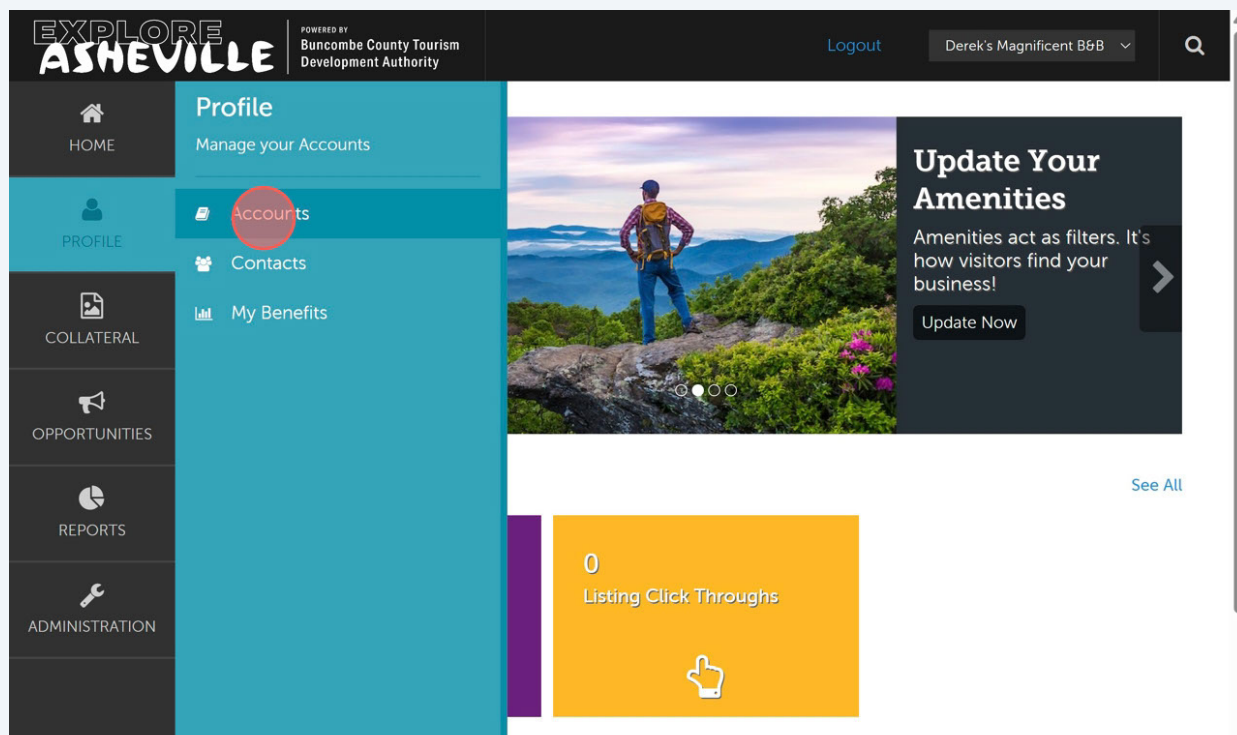 EXPLORE
ASHEVILLE
POWERED BY
Buncombe County Tourism
Development Authority
Logout
Derek's Magnificent B&B
HOME
PROFILE
COLLATERAL
OPPORTUNITIES
REPORTS
ADMINISTRATION
Profile
Manage your Accounts
Accounts
Contacts
My Benefits
Update Your
Amenities
Amenities act as filters. It's
how visitors find your
business!
Update Now
See All
0
Listing Click Throughs